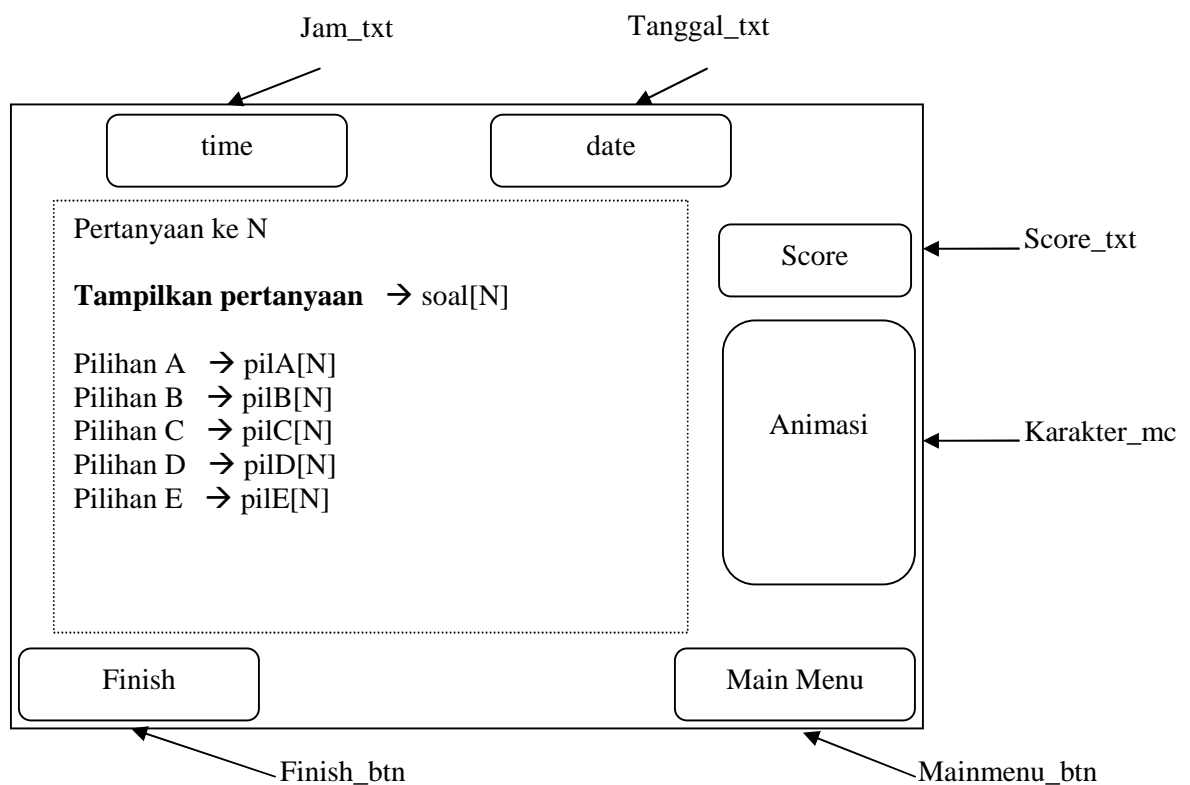 Jam_txt
Tanggal_txt
time
date
Pertanyaan ke N
Score
Score_txt
Tampilkan pertanyaan → soal[N]
Pilihan A → pilA[N]
Pilihan B → pilB[N]
Pilihan C → pilC[N]
Pilihan D → pilD[N]
Pilihan E → pilE[N]
Animasi
Karakter_mc
Finish
Main Menu
Finish_btn
Mainmenu_btn